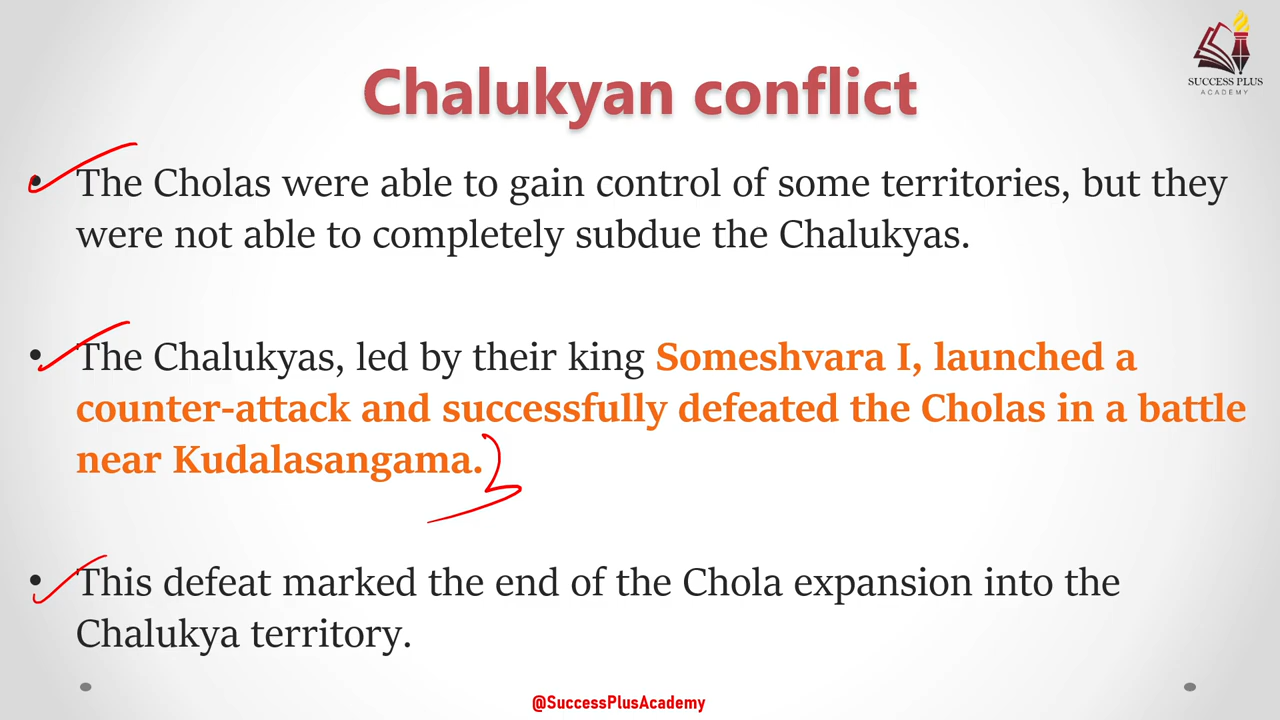 SUCCESS PLUS
ACADEMY
Chalukyan conflict
• The Cholas were able to gain control of some territories, but they
were not able to completely subdue the Chalukyas.
• The Chalukyas, led by their king Someshvara I, launched a
counter-attack and successfully defeated the Cholas in a battle
near Kudalasangama.
• This defeat marked the end of the Chola expansion into the
Chalukya territory.
@SuccessPlusAcademy